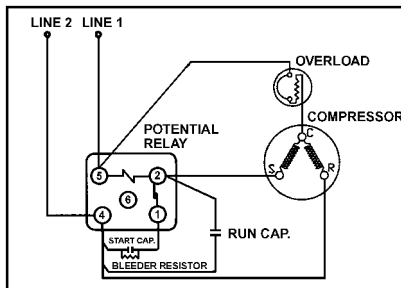 LINE 2 LINE 1
OVERLOAD
COMPRESSOR
C
S R
POTENTIAL
RELAY
5 2
6
4 1
START CAP.
RUN CAP.
BLEEDER RESISTOR